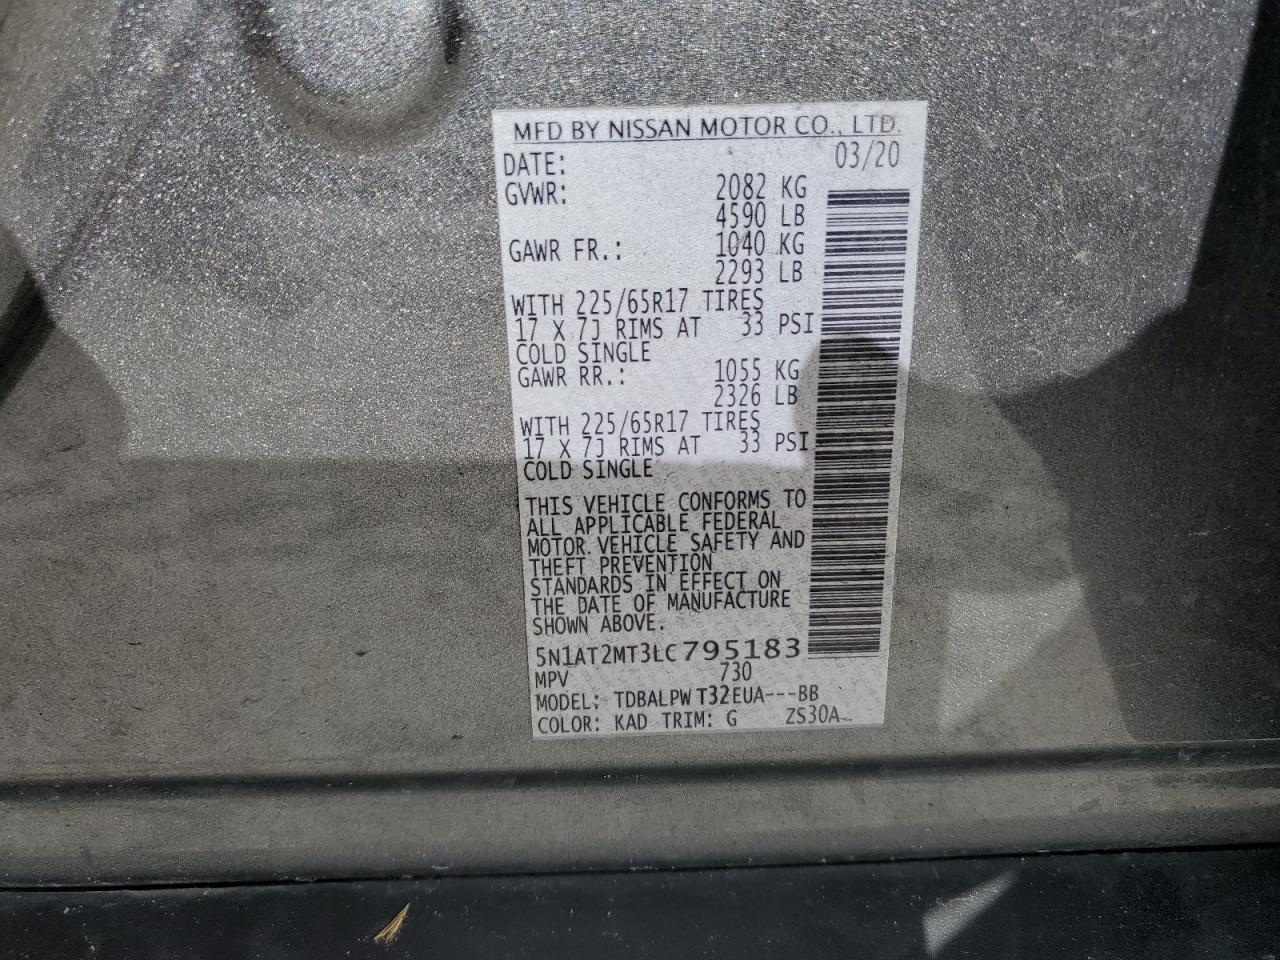 MFD BY NISSAN MOTOR CO., LTD.
DATE: 03/20
GVWR: 2082 KG
4590 LB
GAWR FR.: 1040 KG
2293 LB
WITH 225/65R17 TIRES
17 X 7J RIMS AT 33 PSI
COLD SINGLE
GAWR RR.: 1055 KG
2326 LB
WITH 225/65R17 TIRES
17 X 7J RIMS AT 33 PSI
COLD SINGLE
THIS VEHICLE CONFORMS TO
ALL APPLICABLE FEDERAL
MOTOR VEHICLE SAFETY AND
THEFT PREVENTION
STANDARDS IN EFFECT ON
THE DATE OF MANUFACTURE
SHOWN ABOVE.
5N1AT2MT3LC795183
MPV 730
MODEL: TDBALPW T32EUA---BB
COLOR: KAD TRIM: G ZS30A